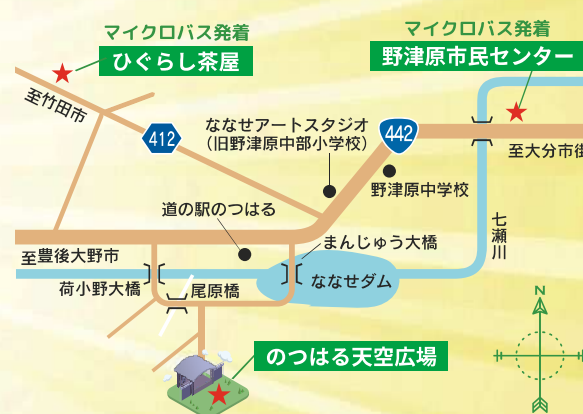 マイクロバス発着
ひぐらし茶屋
マイクロバス発着
野津原市民センター
至竹田市
412
ななせアートスタジオ
(旧野津原中部小学校)
442
至大分市街
野津原中学校
道の駅のつはる
七瀬川
まんじゅう大橋
至豊後大野市
荷小野大橋
尾原橋
ななせダム
N
のつはる天空広場